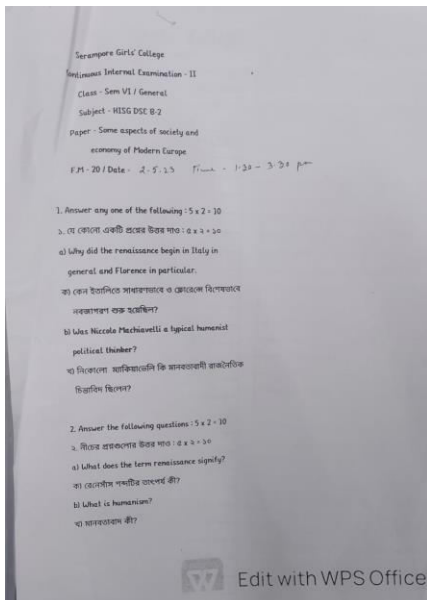 Serampore Girls' College
Continuous Internal Examination - II
Class - Sem VI / General
Subject - HISG DSE B-2
Paper - Some aspects of society and
economy of Modern Europe
F.M - 20 / Date - 2.5.23 Time - 1.30 - 3.30 pm
1. Answer any one of the following : 5 x 2 = 10
১. যে কোনো একটি প্রশ্নের উত্তর দাও : ৫ x ২ = ১০
a) Why did the renaissance begin in Italy in
general and Florence in particular.
ক) কেন ইতালিতে সাধারণভাবে ও ফ্লোরেন্সে বিশেষভাবে
নবজাগরণ শুরু হয়েছিল?
b) Was Niccolo Machiavelli a typical humanist
political thinker?
খ) নিকোলো ম্যাকিয়াভেলি কি মানবতাবাদী রাজনৈতিক
চিন্তাবিদ ছিলেন?
2. Answer the following questions : 5 x 2 = 10
২. নীচের প্রশ্নগুলোর উত্তর দাও : ৫ x ২ = ১০
a) What does the term renaissance signify?
ক) রেনেসাঁস শব্দটির তাৎপর্য কী?
b) What is humanism?
খ) মানবতাবাদ কী?
Edit with WPS Office